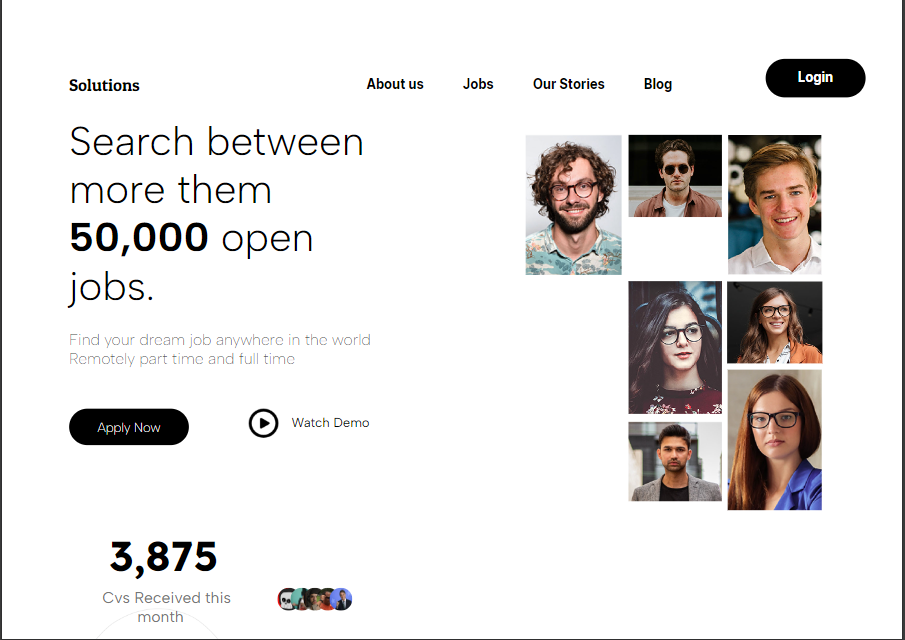 Solutions
About us
Jobs
Our Stories
Blog
Login
Search between
more them
50,000 open
jobs.
Find your dream job anywhere in the world
Remotely part time and full time
Apply Now
Watch Demo
3,875
Cvs Received this
month